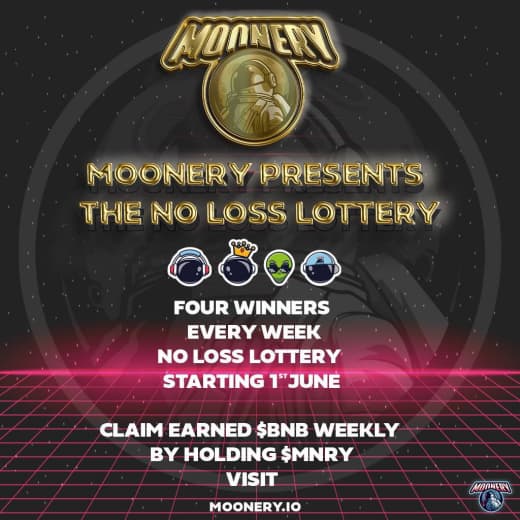 MOONERY
MOONERY PRESENTS
THE NO LOSS LOTTERY
FOUR WINNERS
EVERY WEEK
NO LOSS LOTTERY
STARTING 1ST JUNE
CLAIM EARNED $BNB WEEKLY
BY HOLDING $MNRY
VISIT
MOONERY.IO
MOONERY